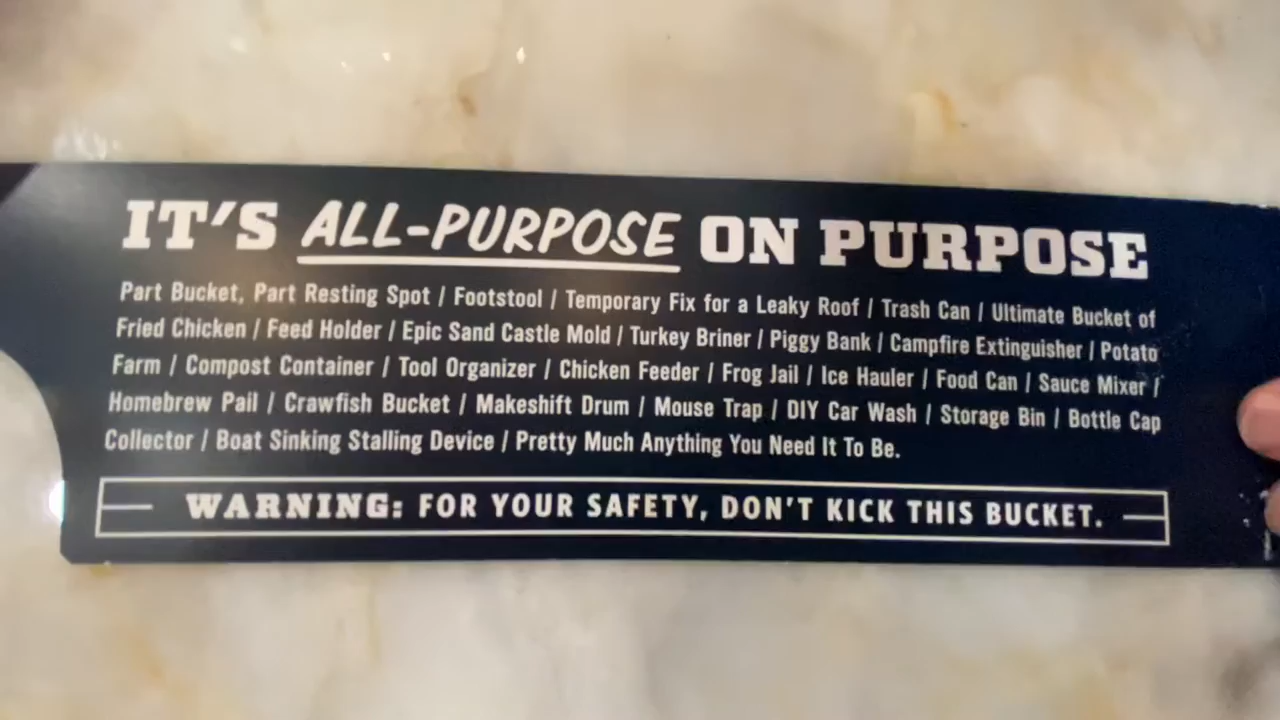 IT'S ALL-PURPOSE ON PURPOSE
Part Bucket, Part Resting Spot / Footstool / Temporary Fix for a Leaky Roof / Trash Can / Ultimate Bucket of
Fried Chicken / Feed Holder / Epic Sand Castle Mold / Turkey Briner / Piggy Bank / Campfire Extinguisher / Potato
Farm / Compost Container / Tool Organizer / Chicken Feeder / Frog Jail / Ice Hauler / Food Can / Sauce Mixer /
Homebrew Pail / Crawfish Bucket / Makeshift Drum / Mouse Trap / DIY Car Wash / Storage Bin / Bottle Cap
Collector / Boat Sinking Stalling Device / Pretty Much Anything You Need It To Be.
WARNING: FOR YOUR SAFETY, DON'T KICK THIS BUCKET.